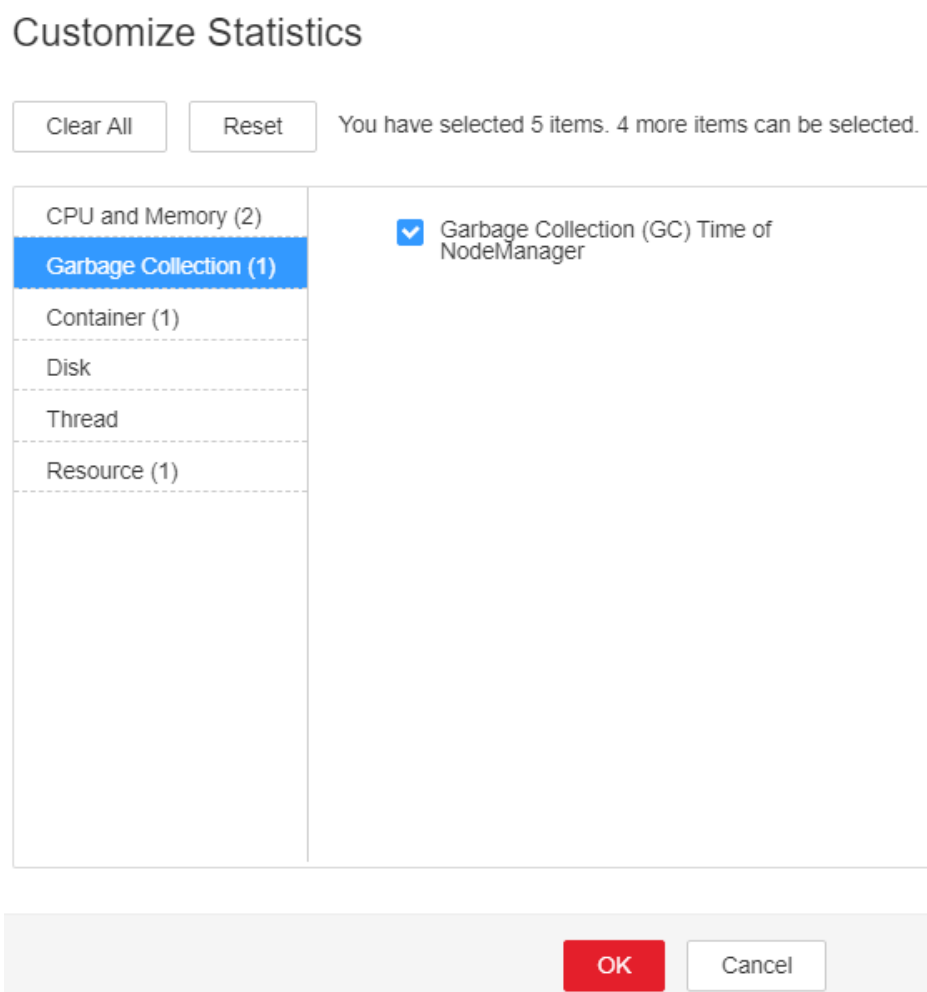 Customize Statistics
Clear All
Reset
You have selected 5 items. 4 more items can be selected.
CPU and Memory (2)
Garbage Collection (1)
Container (1)
Disk
Thread
Resource (1)
Garbage Collection (GC) Time of
NodeManager
OK
Cancel